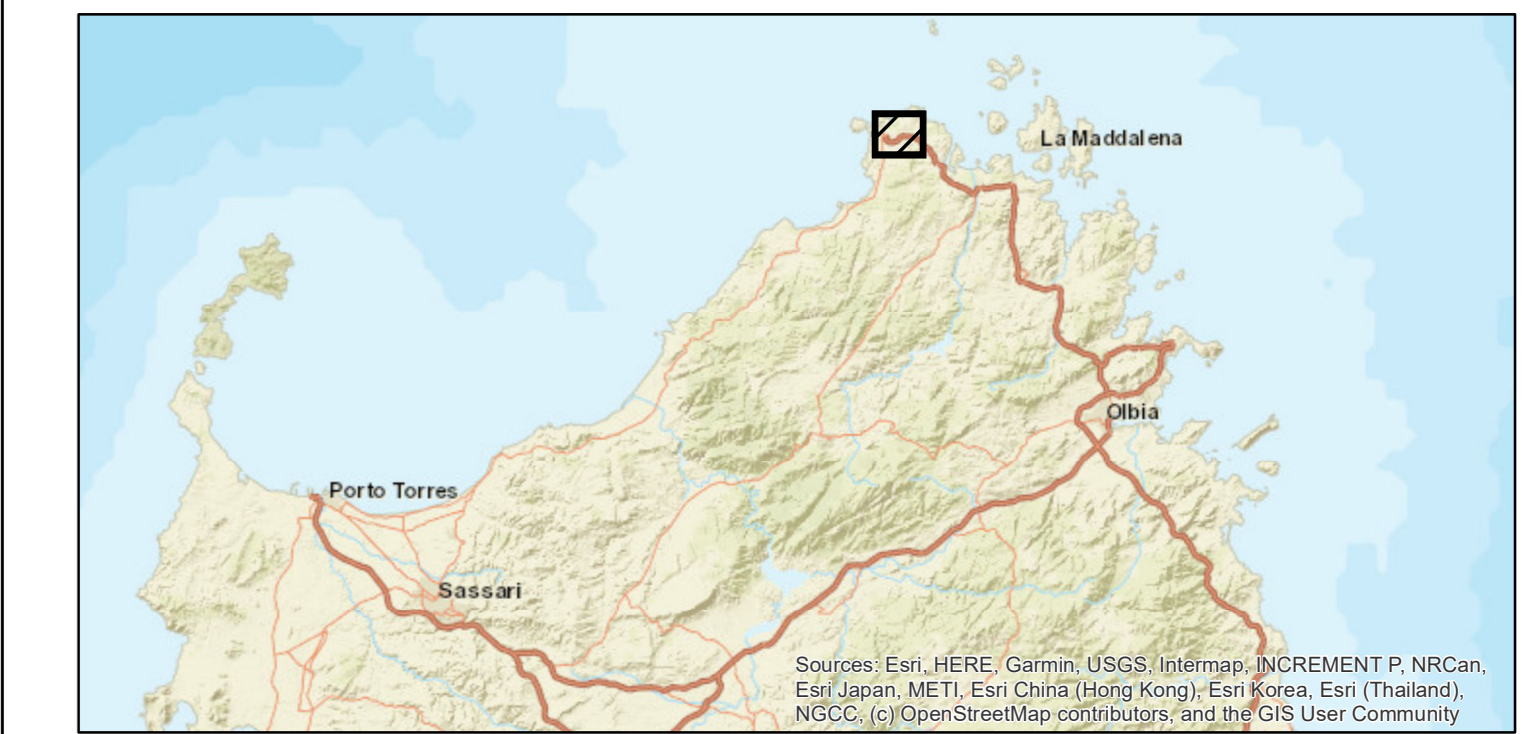 La Maddalena
Olbia
Porto Torres
Sassari
Sources: Esri, HERE, Garmin, USGS, Intermap, INCREMENT P, NRCan,
Esri Japan, METI, Esri China (Hong Kong), Esri Korea, Esri (Thailand),
NGCC, (c) OpenStreetMap contributors, and the GIS User Community